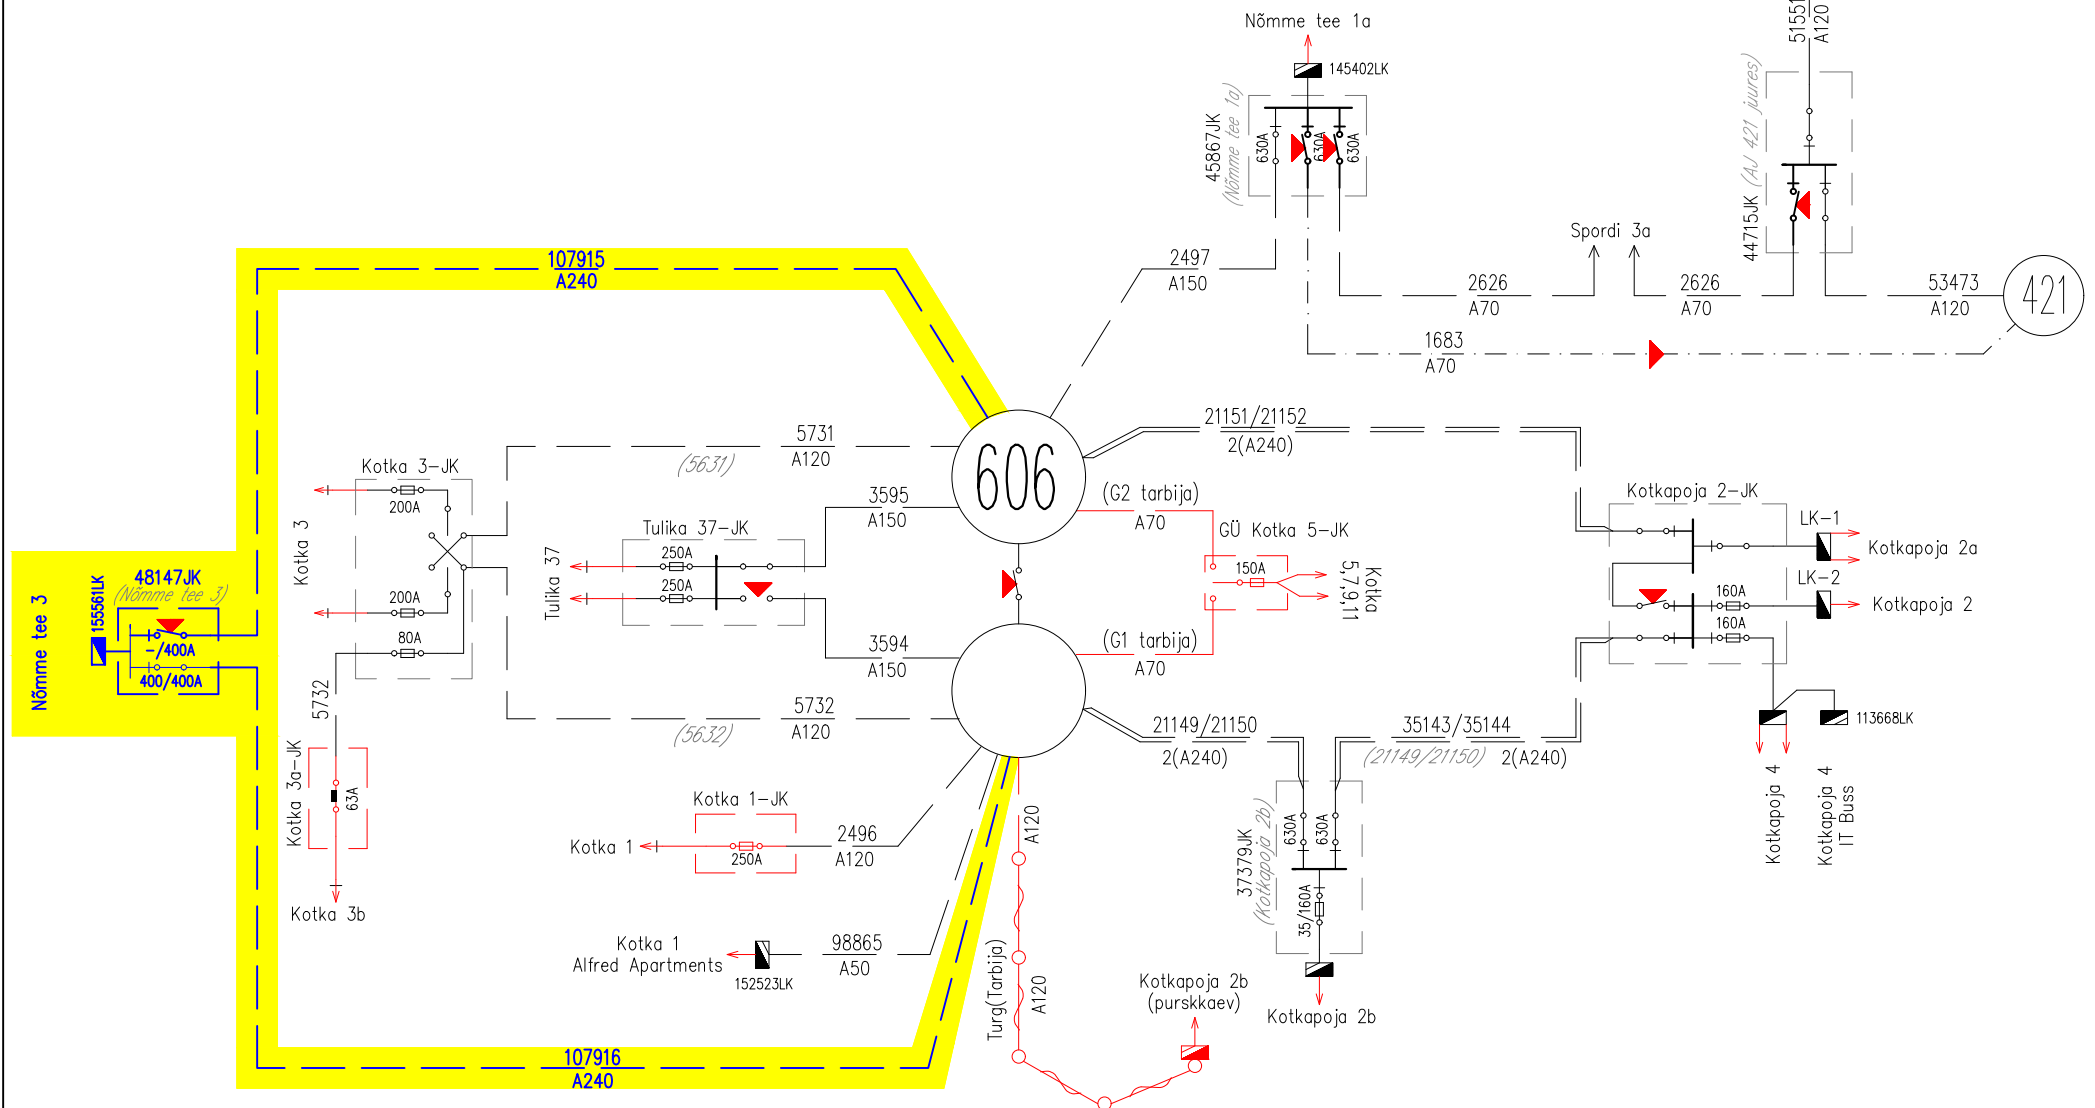 Nõmme tee 1a
145402LK
45867JK
(Nõmme tee 1a)
630A
630A
630A
51551
A120
44715JK (AJ 421 juures)
107915
A240
2497
A150
Spordi 3a
2626
A70
2626
A70
53473
A120
421
1683
A70
5731
A120
(5631)
606
21151/21152
2(A240)
Kotka 3-JK
200A
Kotka 3
200A
80A
3595
A150
Tulika 37-JK
250A
250A
Tulika 37
3594
A150
(G2 tarbija)
A70
GÜ Kotka 5-JK
150A
Kotka
5,7,9,11
(G1 tarbija)
A70
Kotkapoja 2-JK
LK-1
Kotkapoja 2a
LK-2
160A
Kotkapoja 2
160A
Nõmme tee 3
155561LK
48147JK
(Nõmme tee 3)
-/400A
400/400A
5732
5732
A120
(5632)
21149/21150
2(A240)
35143/35144
(21149/21150)
2(A240)
113668LK
Kotkapoja 4
Kotkapoja 4
IT Buss
Kotka 3a-JK
63A
Kotka 3b
Kotka 1-JK
Kotka 1
250A
2496
A120
A120
37379JK
(Kotkapoja 2b)
630A
630A
35/160A
Kotkapoja 2b
Kotka 1
Alfred Apartments
152523LK
98865
A50
Turg(Tarbija)
A120
Kotkapoja 2b
(purskkaev)
107916
A240